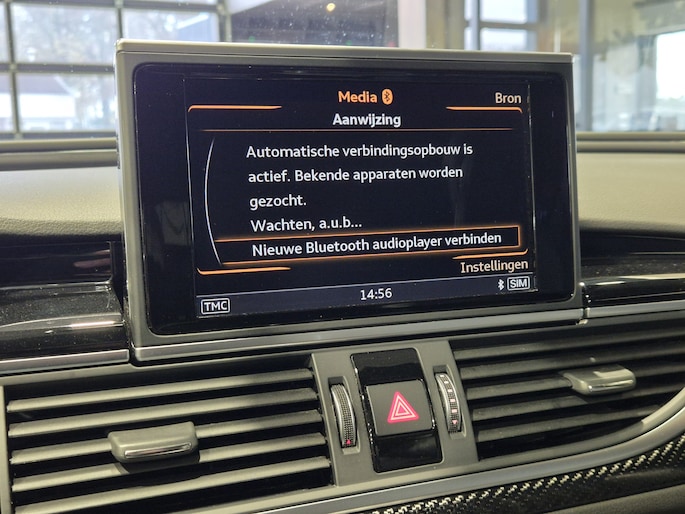 Media
Bron
Aanwijzing
Automatische verbindingsopbouw is
actief. Bekende apparaten worden
gezocht.
Wachten, a.u.b...
Nieuwe Bluetooth audioplayer verbinden
Instellingen
TMC
14:56
SIM